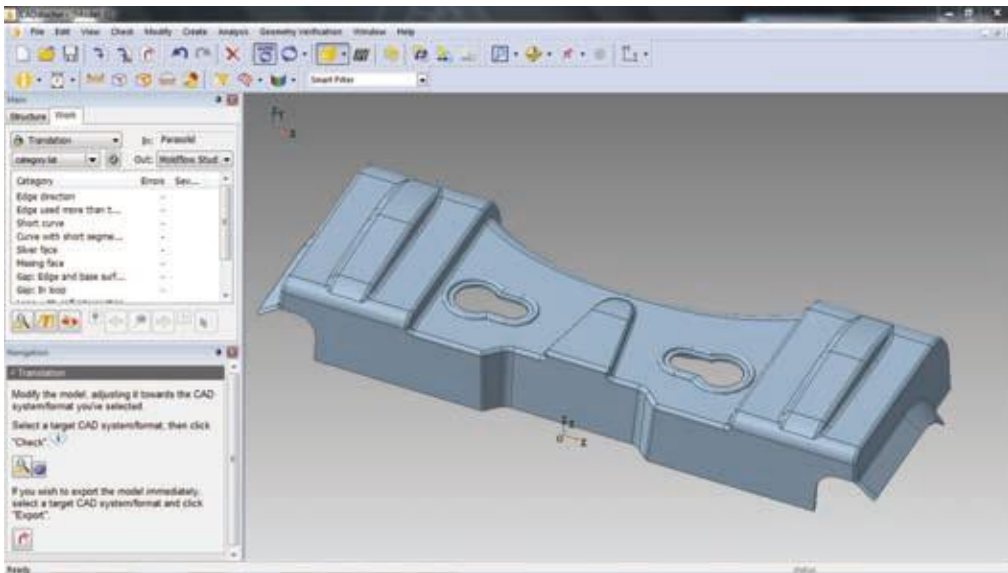 File Edit View Check Modify Create Analysis Geometry Verification Window Help
Smart Filter
Main
Structure Work
Translation In: Parasolid
category list Out: Moldflow Stud
Category Errors Sev...
Edge direction -
Edge used more than t... -
Short curve -
Curve with short segme... -
Sliver face -
Missing face -
Gap: Edge and base surf... -
Gap: In loop -
Navigation
Translation
Modify the model, adjusting it towards the CAD
system/format you've selected.
Select a target CAD system/format, then click
"Check".
If you wish to export the model immediately,
select a target CAD system/format and click
"Export".
Ready
status